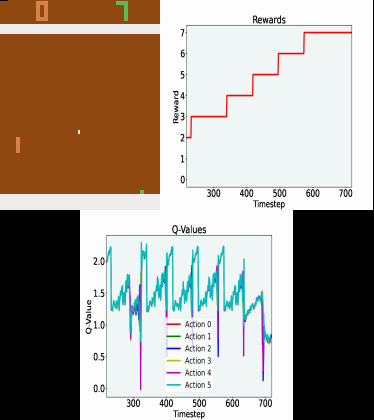 0 7
Rewards
7
6
5
4
3
2
1
0
Reward
300 400 500 600 700
Timestep
Q-Values
2.0
1.5
1.0
0.5
0.0
Q-Value
Action 0
Action 1
Action 2
Action 3
Action 4
Action 5
300 400 500 600 700
Timestep